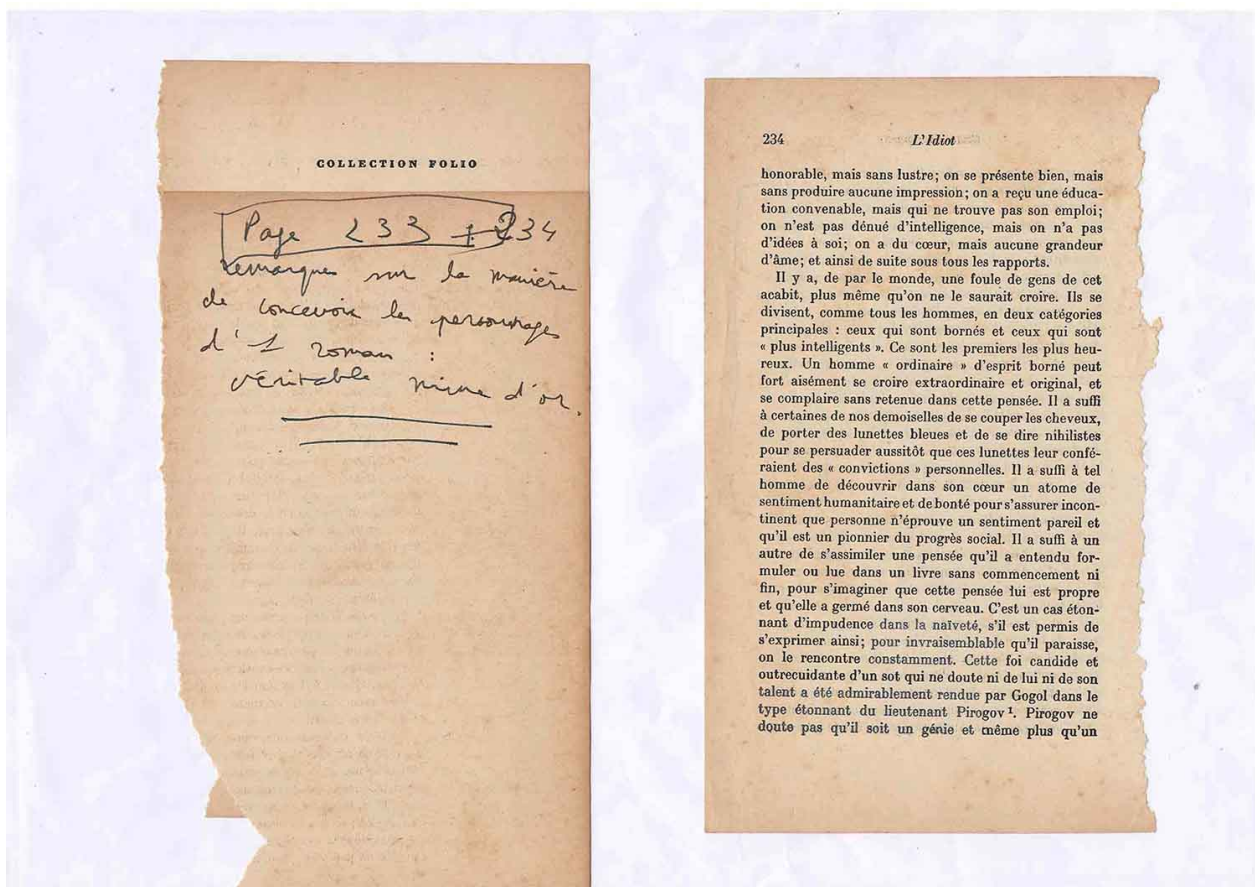 COLLECTION FOLIO
Page 233 + 234
Remarques sur la manière
de concevoir les personnages
d'1 roman :
véritable mine d'or.
234
L'Idiot
honorable, mais sans lustre; on se présente bien, mais
sans produire aucune impression; on a reçu une éduca-
tion convenable, mais qui ne trouve pas son emploi;
on n'est pas dénué d'intelligence, mais on n'a pas
d'idées à soi; on a du cœur, mais aucune grandeur
d'âme; et ainsi de suite sous tous les rapports.
Il y a, de par le monde, une foule de gens de cet
acabit, plus même qu'on ne le saurait croire. Ils se
divisent, comme tous les hommes, en deux catégories
principales : ceux qui sont bornés et ceux qui sont
« plus intelligents ». Ce sont les premiers les plus heu-
reux. Un homme « ordinaire » d'esprit borné peut
fort aisément se croire extraordinaire et original, et
se complaire sans retenue dans cette pensée. Il a suffi
à certaines de nos demoiselles de se couper les cheveux,
de porter des lunettes bleues et de se dire nihilistes
pour se persuader aussitôt que ces lunettes leur confé-
raient des « convictions » personnelles. Il a suffi à tel
homme de découvrir dans son cœur un atome de
sentiment humanitaire et de bonté pour s'assurer incon-
tinent que personne n'éprouve un sentiment pareil et
qu'il est un pionnier du progrès social. Il a suffi à un
autre de s'assimiler une pensée qu'il a entendu for-
muler ou lue dans un livre sans commencement ni
fin, pour s'imaginer que cette pensée lui est propre
et qu'elle a germé dans son cerveau. C'est un cas éton-
nant d'impudence dans la naïveté, s'il est permis de
s'exprimer ainsi; pour invraisemblable qu'il paraisse,
on le rencontre constamment. Cette foi candide et
outrecuidante d'un sot qui ne doute ni de lui ni de son
talent a été admirablement rendue par Gogol dans le
type étonnant du lieutenant Pirogov¹. Pirogov ne
doute pas qu'il soit un génie et même plus qu'un